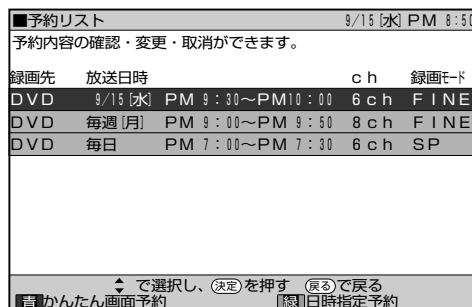 ■予約リスト 9/15[水] PM 8:50
予約内容の確認・変更・取消ができます。
録画先 放送日時 ch 録画モード
DVD 9/15[水] PM 9:30～PM10:00 6ch FINE
DVD 毎週[月] PM 9:00～PM 9:50 8ch FINE
DVD 毎日 PM 7:00～PM 7:30 6ch SP
で選択し、決定を押す 戻るで戻る
青かんたん画面予約 緑日時指定予約